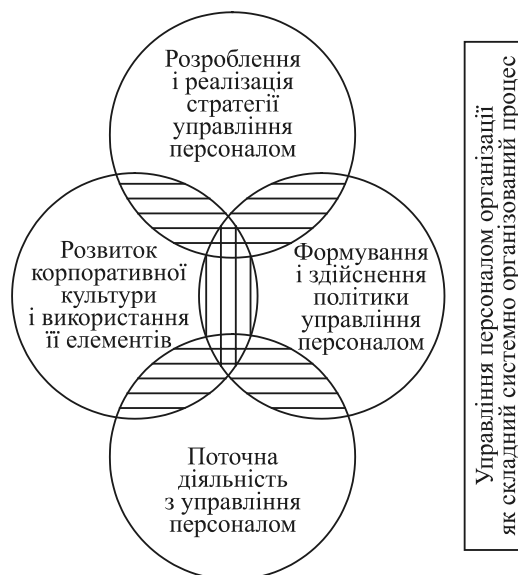 Розроблення
і реалізація
стратегії
управління
персоналом
Розвиток
корпоративної
культури
і використання
її елементів
Формування
і здійснення
політики
управління
персоналом
Поточна
діяльність
з управління
персоналом
Управління персоналом організації
як складний системно організований процес